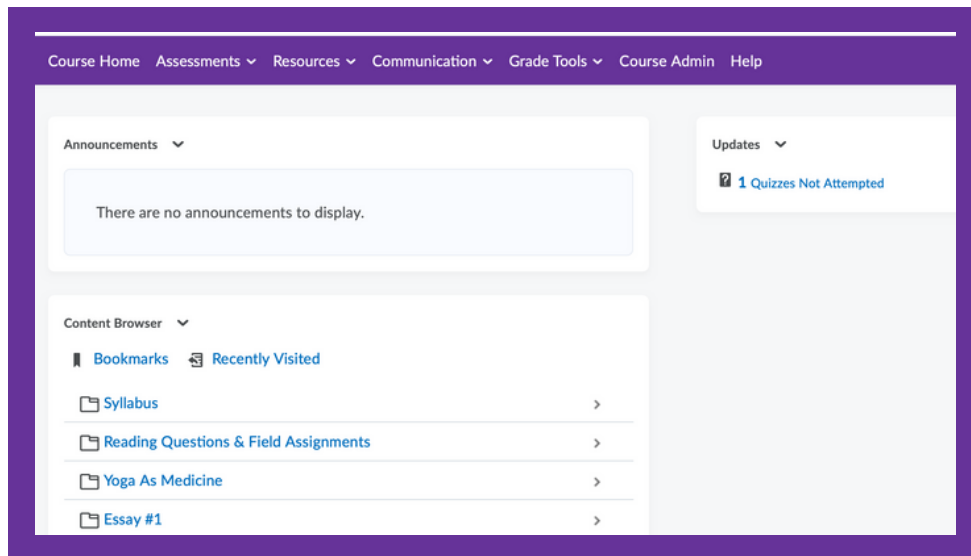 Course Home Assessments Resources Communication Grade Tools Course Admin Help
Announcements
There are no announcements to display.
Updates
1 Quizzes Not Attempted
Content Browser
Bookmarks Recently Visited
Syllabus
Reading Questions & Field Assignments
Yoga As Medicine
Essay #1